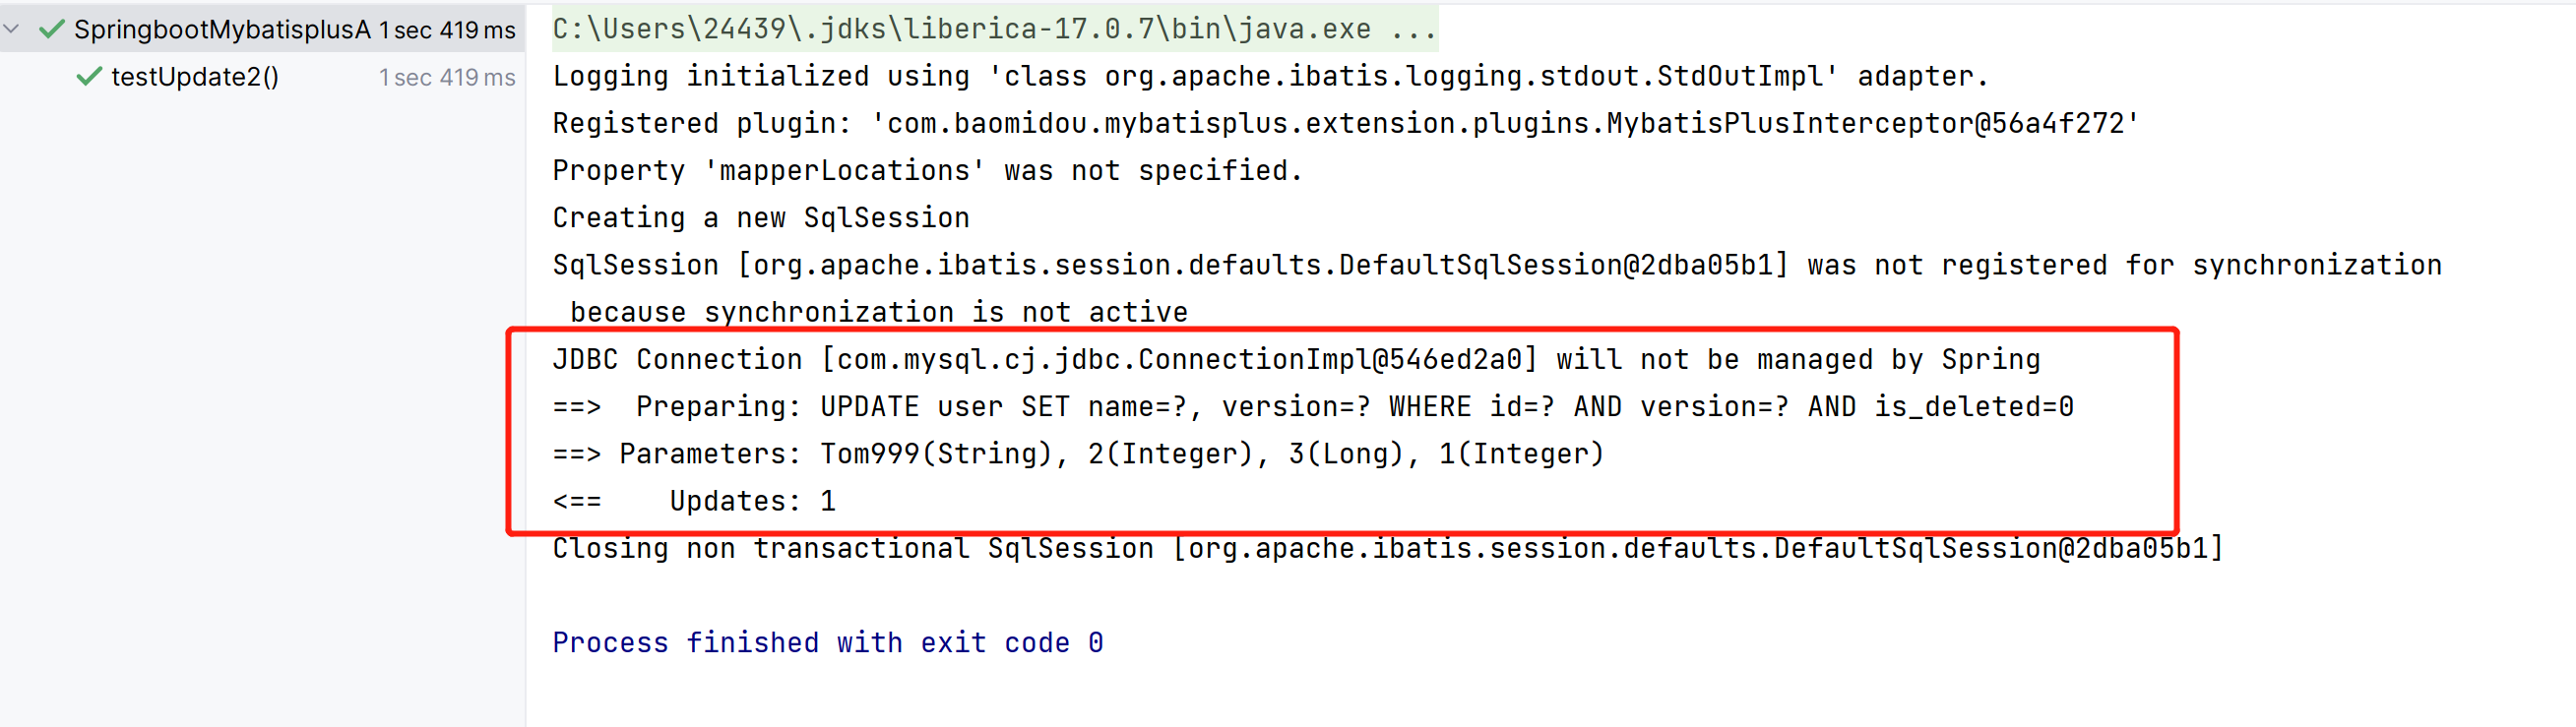 SpringbootMybatisplusA 1 sec 419 ms
testUpdate2() 1 sec 419 ms
C:\Users\24439\.jdks\liberica-17.0.7\bin\java.exe ...
Logging initialized using 'class org.apache.ibatis.logging.stdout.StdOutImpl' adapter.
Registered plugin: 'com.baomidou.mybatisplus.extension.plugins.MybatisPlusInterceptor@56a4f272'
Property 'mapperLocations' was not specified.
Creating a new SqlSession
SqlSession [org.apache.ibatis.session.defaults.DefaultSqlSession@2dba05b1] was not registered for synchronization
because synchronization is not active
JDBC Connection [com.mysql.cj.jdbc.ConnectionImpl@546ed2a0] will not be managed by Spring
==>  Preparing: UPDATE user SET name=?, version=? WHERE id=? AND version=? AND is_deleted=0
==> Parameters: Tom999(String), 2(Integer), 3(Long), 1(Integer)
<==    Updates: 1
Closing non transactional SqlSession [org.apache.ibatis.session.defaults.DefaultSqlSession@2dba05b1]
Process finished with exit code 0